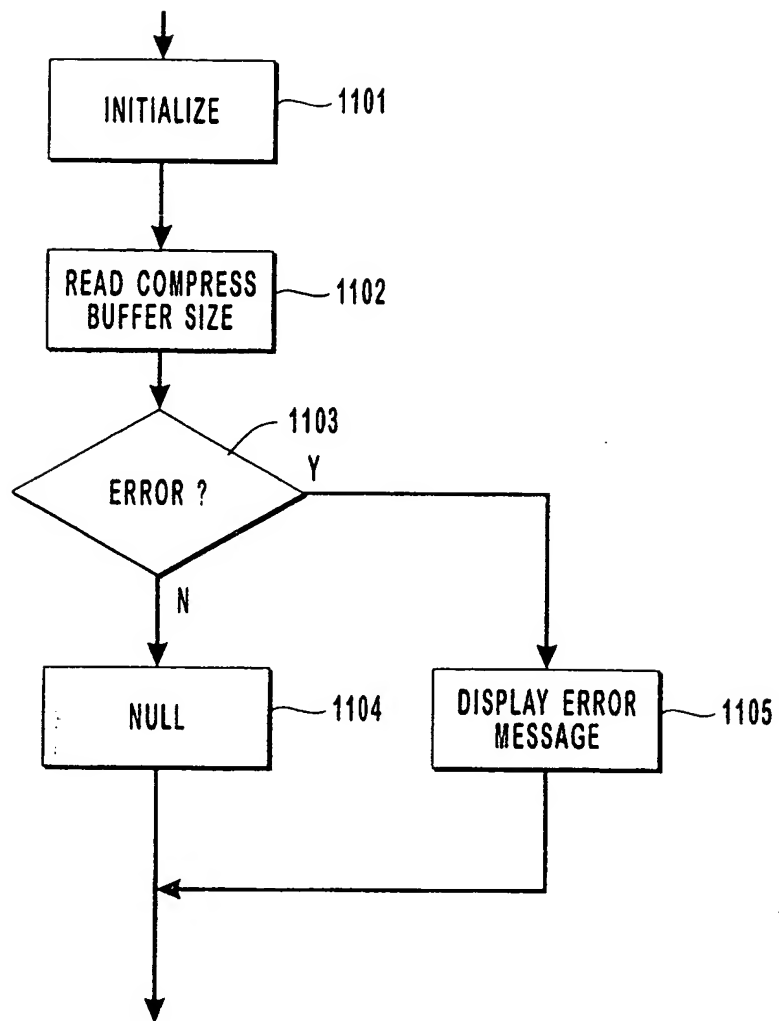 INITIALIZE
1101
READ COMPRESS
BUFFER SIZE
1102
1103
ERROR ?
Y
N
NULL
1104
DISPLAY ERROR
MESSAGE
1105